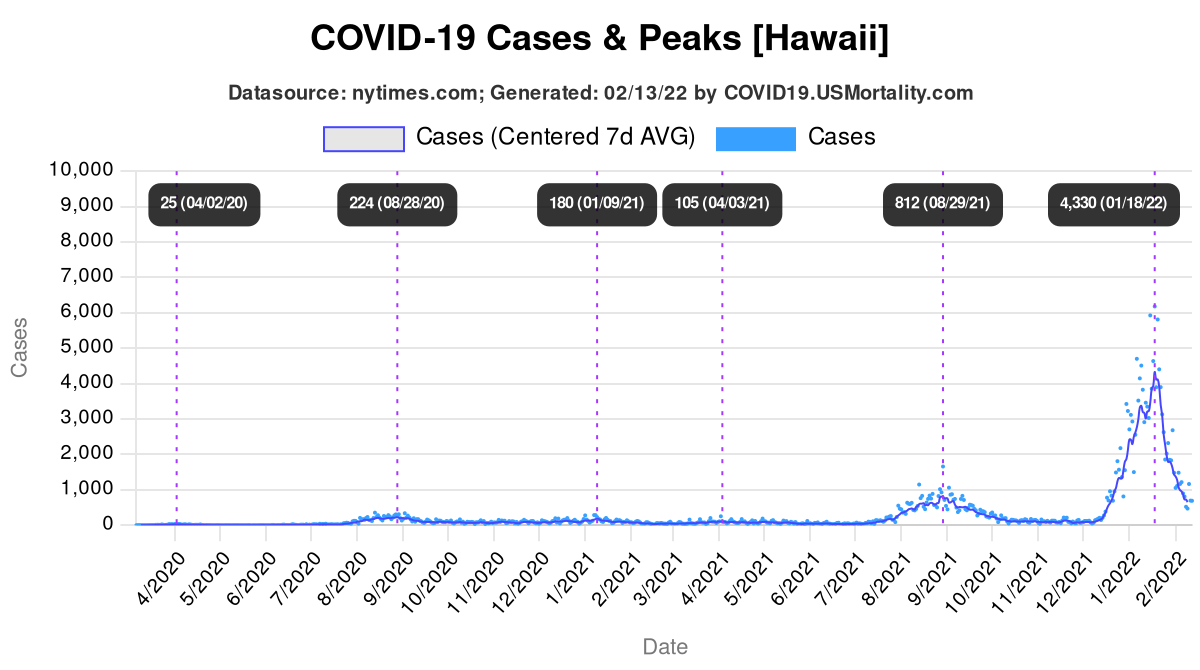 COVID-19 Cases & Peaks [Hawaii]
Datasource: nytimes.com; Generated: 02/13/22 by COVID19.USMortality.com
Cases (Centered 7d AVG) Cases
10,000
9,000
8,000
7,000
6,000
5,000
4,000
3,000
2,000
1,000
0
Cases
25 (04/02/20) 224 (08/28/20) 180 (01/09/21) 105 (04/03/21) 812 (08/29/21) 4,330 (01/18/22)
4/2020 5/2020 6/2020 7/2020 8/2020 9/2020 10/2020 11/2020 12/2020 1/2021 2/2021 3/2021 4/2021 5/2021 6/2021 7/2021 8/2021 9/2021 10/2021 11/2021 12/2021 1/2022 2/2022
Date